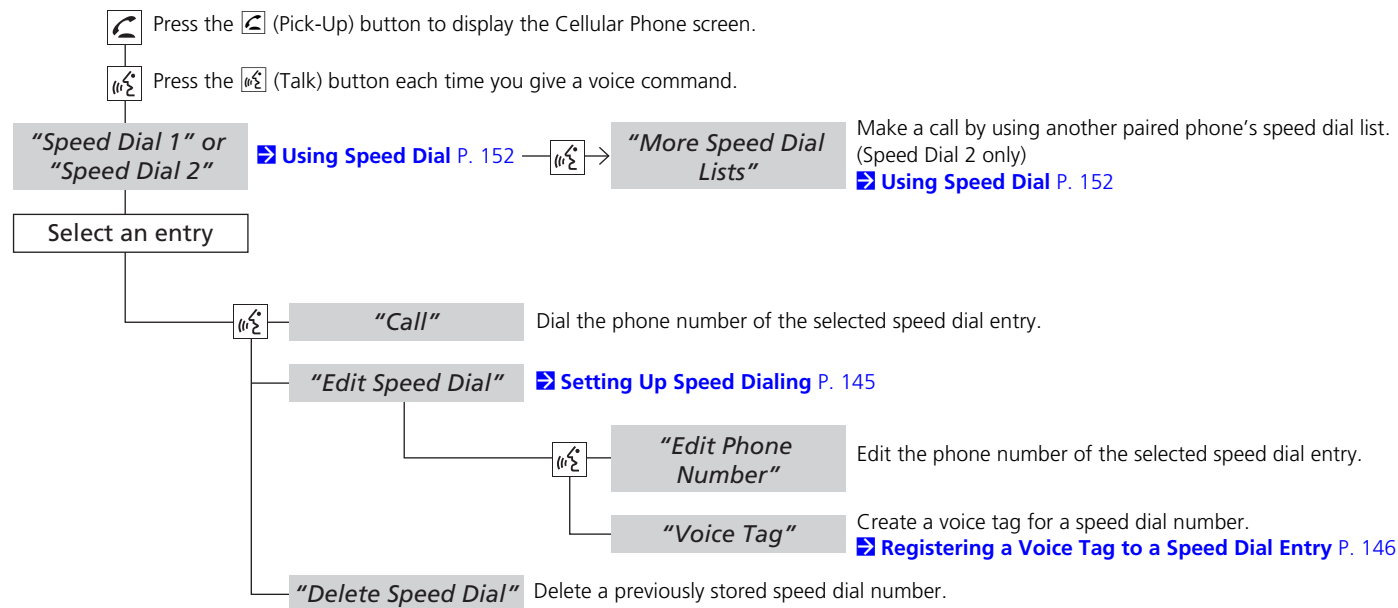 Press the (Pick-Up) button to display the Cellular Phone screen.
Press the (Talk) button each time you give a voice command.
“Speed Dial 1” or
“Speed Dial 2”
Using Speed Dial P. 152
“More Speed Dial
Lists”
Make a call by using another paired phone’s speed dial list.
(Speed Dial 2 only)
Using Speed Dial P. 152
Select an entry
“Call”
Dial the phone number of the selected speed dial entry.
“Edit Speed Dial”
Setting Up Speed Dialing P. 145
“Edit Phone
Number”
Edit the phone number of the selected speed dial entry.
“Voice Tag”
Create a voice tag for a speed dial number.
Registering a Voice Tag to a Speed Dial Entry P. 146
“Delete Speed Dial”
Delete a previously stored speed dial number.